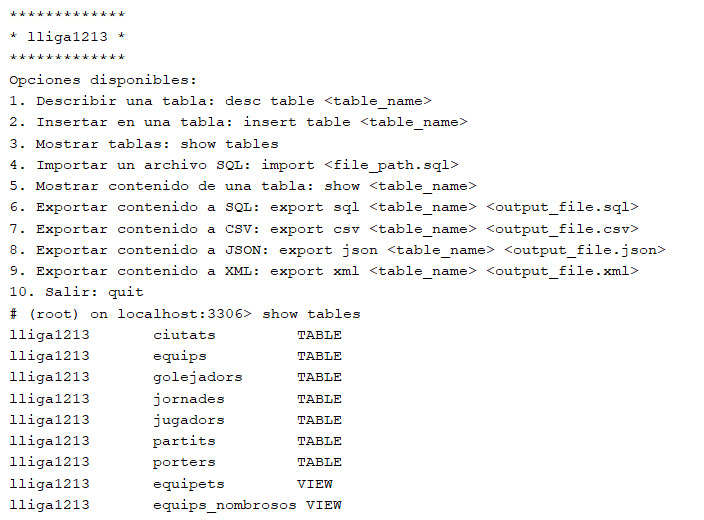 *************
* lliga1213 *
*************
Opciones disponibles:
1. Describir una tabla: desc table <table_name>
2. Insertar en una tabla: insert table <table_name>
3. Mostrar tablas: show tables
4. Importar un archivo SQL: import <file_path.sql>
5. Mostrar contenido de una tabla: show <table_name>
6. Exportar contenido a SQL: export sql <table_name> <output_file.sql>
7. Exportar contenido a CSV: export csv <table_name> <output_file.csv>
8. Exportar contenido a JSON: export json <table_name> <output_file.json>
9. Exportar contenido a XML: export xml <table_name> <output_file.xml>
10. Salir: quit
# (root) on localhost:3306> show tables
lliga1213       ciutats         TABLE
lliga1213       equips          TABLE
lliga1213       golejadors      TABLE
lliga1213       jornades        TABLE
lliga1213       jugadors        TABLE
lliga1213       partits         TABLE
lliga1213       porters         TABLE
lliga1213       equipets        VIEW
lliga1213       equips_nombrosos VIEW